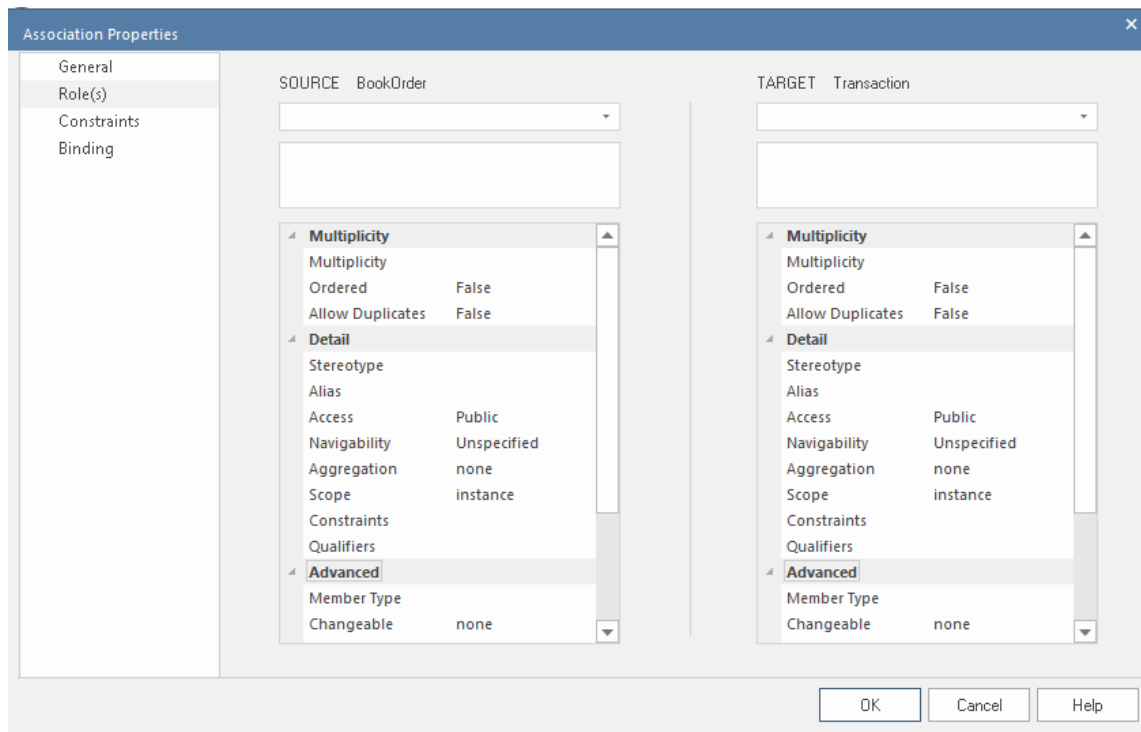 Association Properties
General
Role(s)
Constraints
Binding
SOURCE BookOrder
Multiplicity
Multiplicity
Ordered False
Allow Duplicates False
Detail
Stereotype
Alias
Access Public
Navigability Unspecified
Aggregation none
Scope instance
Constraints
Qualifiers
Advanced
Member Type
Changeable none
TARGET Transaction
Multiplicity
Multiplicity
Ordered False
Allow Duplicates False
Detail
Stereotype
Alias
Access Public
Navigability Unspecified
Aggregation none
Scope instance
Constraints
Qualifiers
Advanced
Member Type
Changeable none
OK Cancel Help